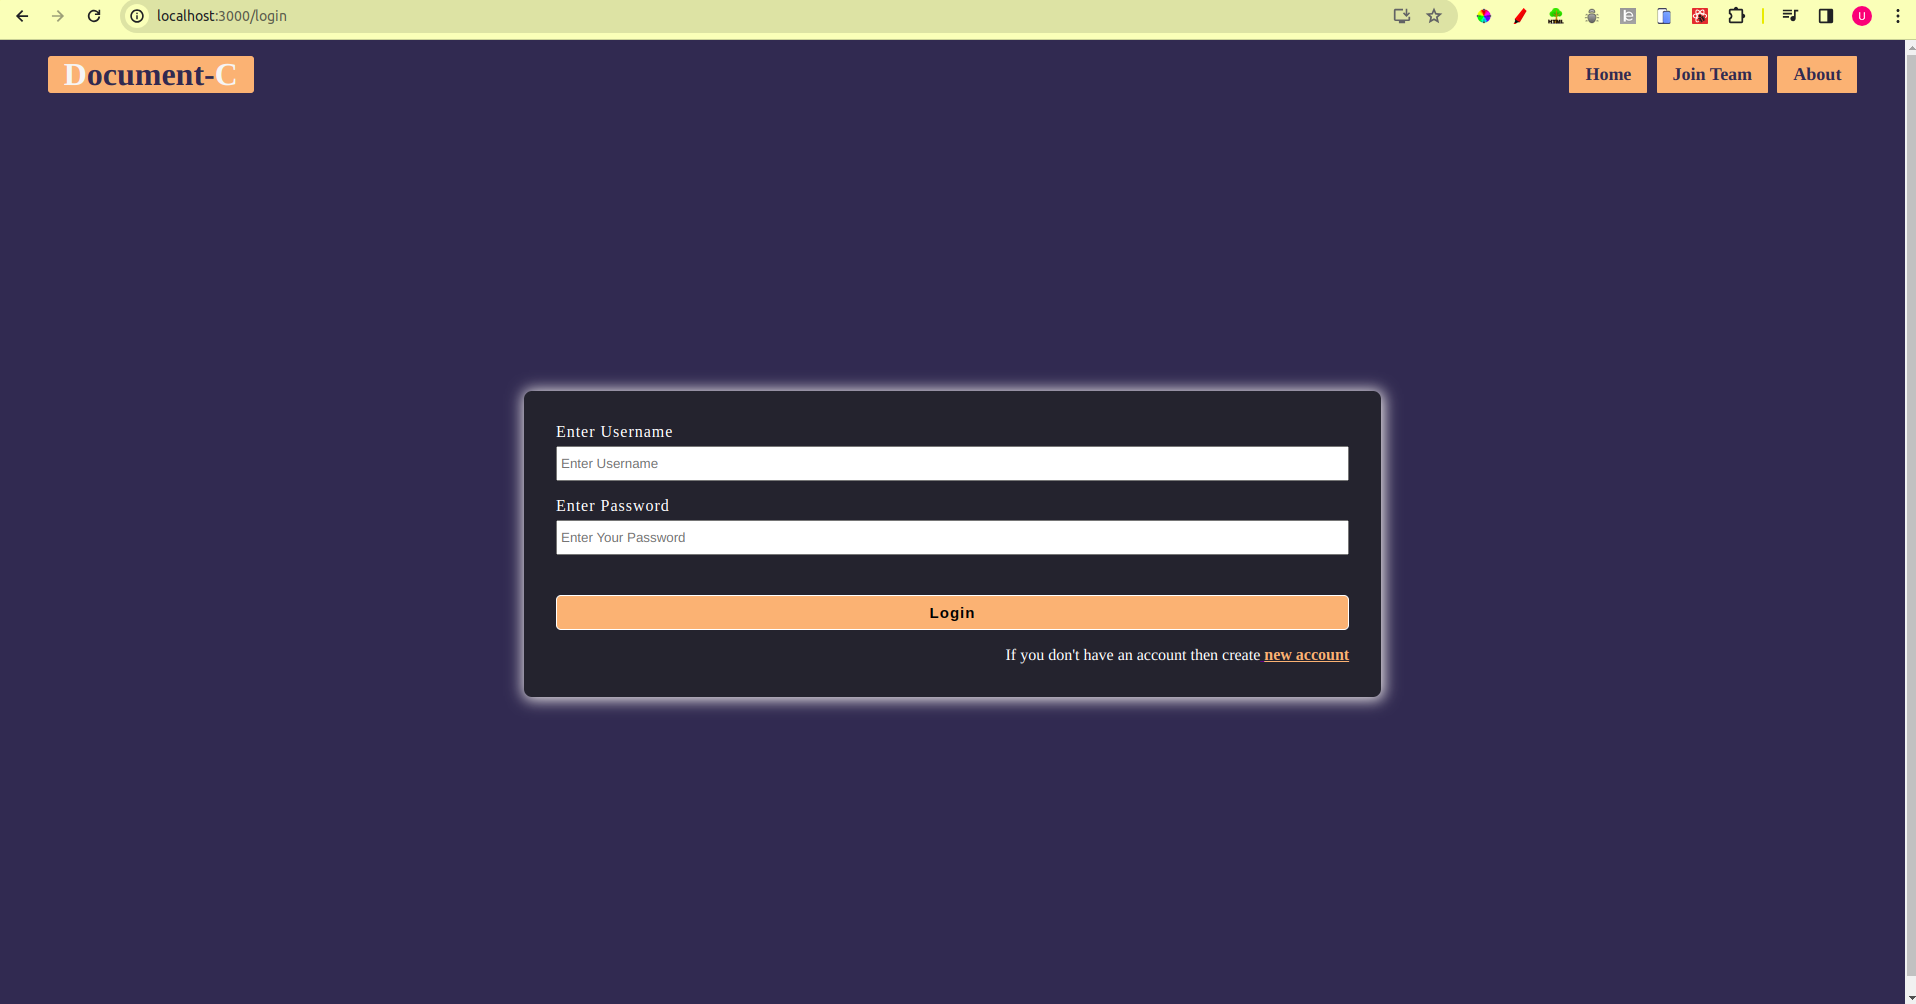 localhost:3000/login
HTML
U
Document-C
Home
Join Team
About
Enter Username
Enter Username
Enter Password
Enter Your Password
Login
If you don't have an account then create new account